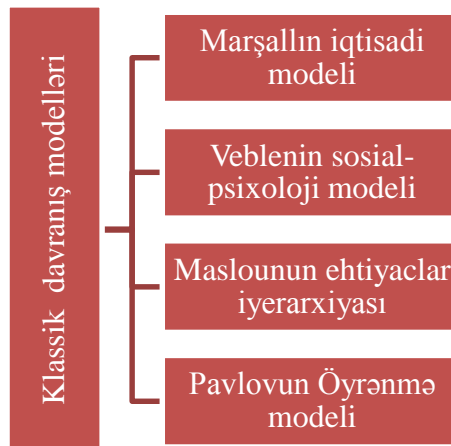 Klassik davranış modelləri
Marşallın iqtisadi
modeli
Veblenin sosial-
psixoloji modeli
Maslounun ehtiyaclar
iyerarxiyası
Pavlovun Öyrənmə
modeli